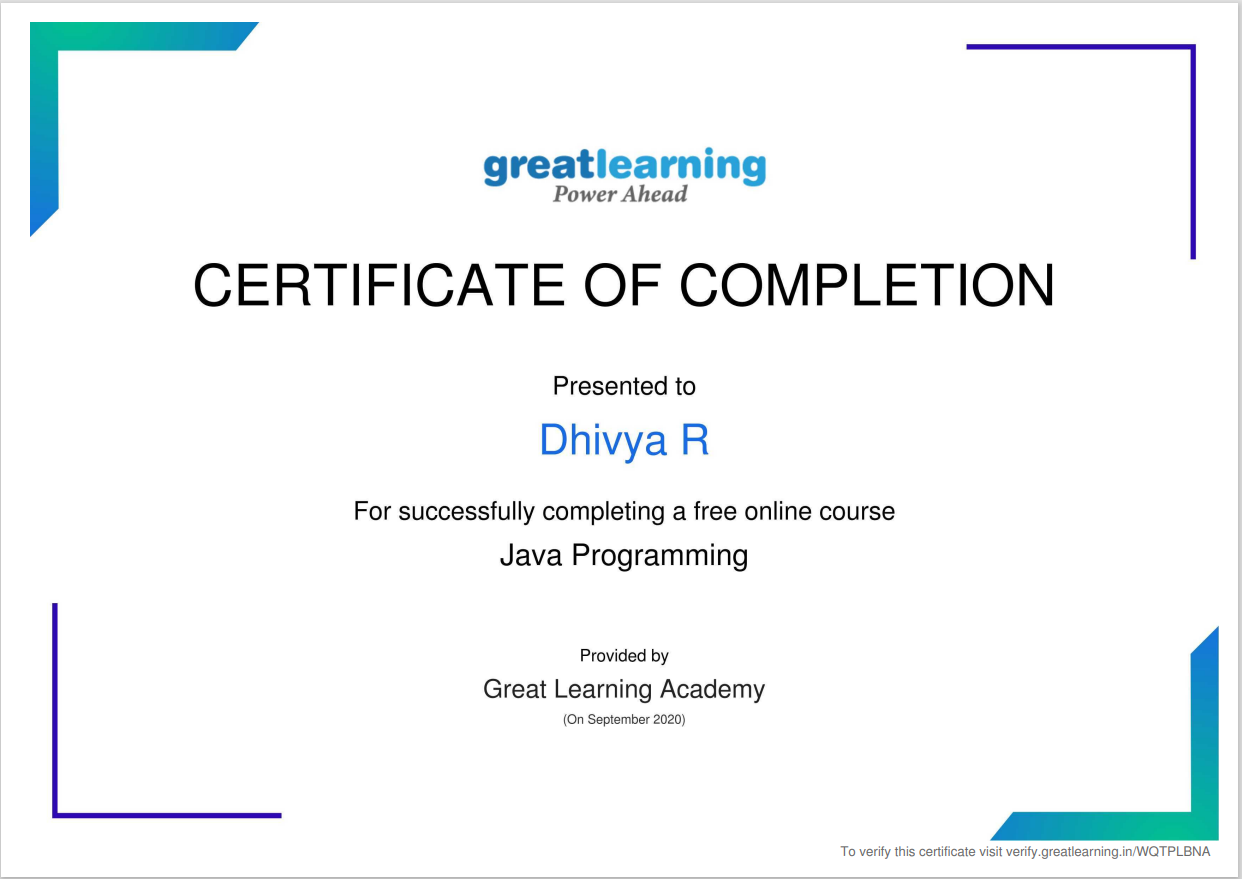 greatlearning
Power Ahead
CERTIFICATE OF COMPLETION
Presented to
Dhivya R
For successfully completing a free online course
Java Programming
Provided by
Great Learning Academy
(On September 2020)
To verify this certificate visit verify.greatlearning.in/WQTPLBNA